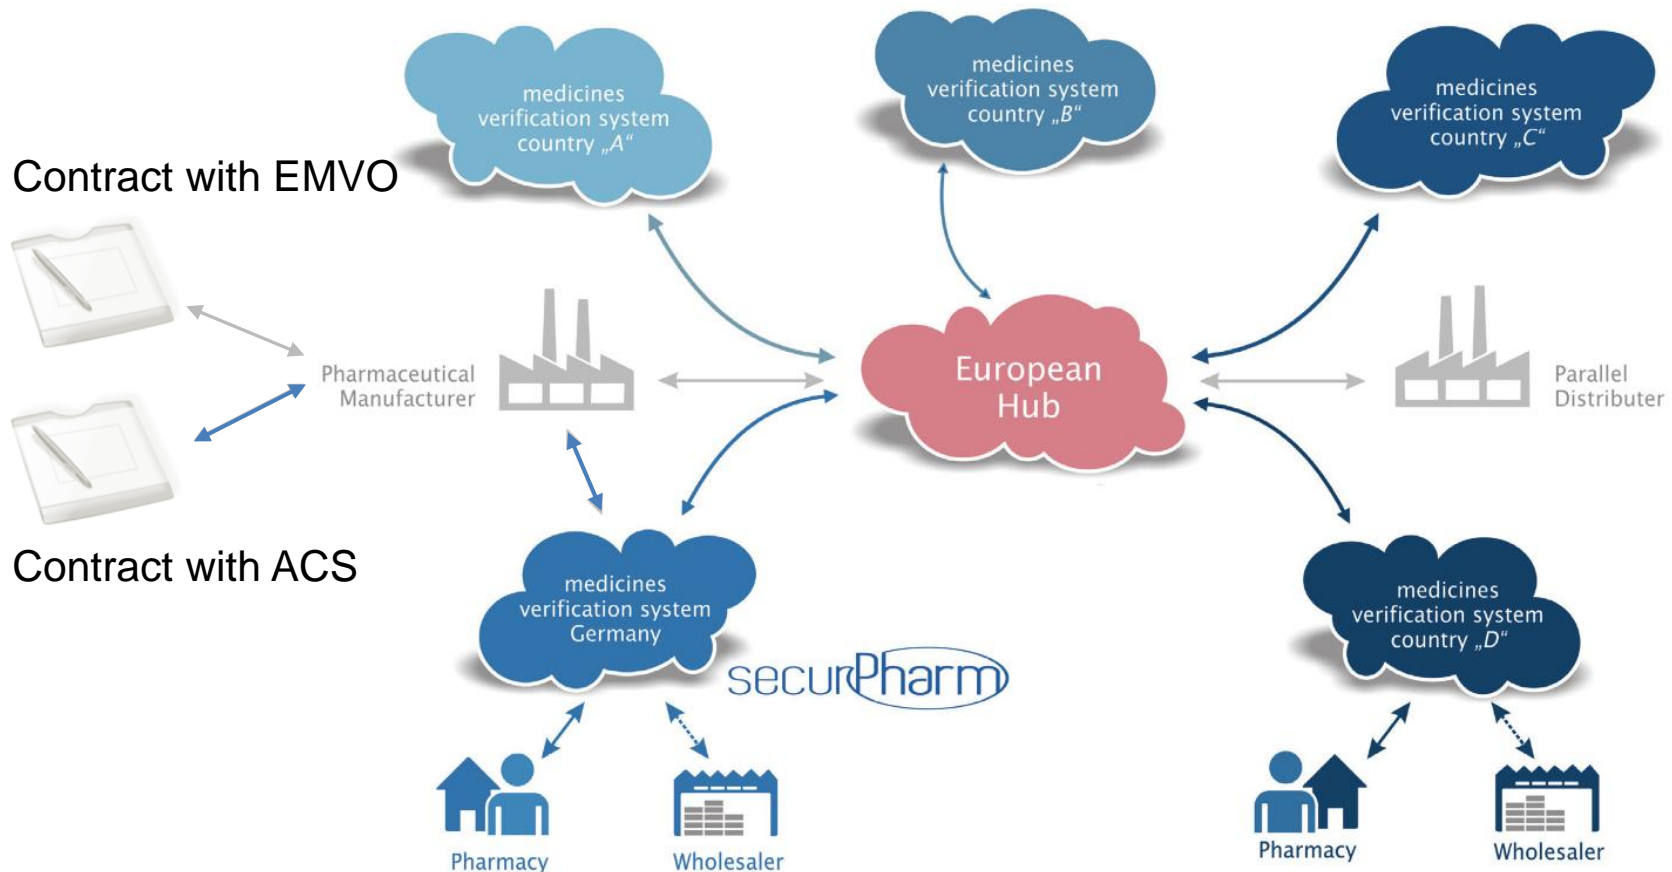 medicines
verification system
country „A“
medicines
verification system
country „B“
medicines
verification system
country „C“
Contract with EMVO
Pharmaceutical
Manufacturer
European
Hub
Parallel
Distributer
Contract with ACS
medicines
verification system
Germany
securPharm
medicines
verification system
country „D“
Pharmacy
Wholesaler
Pharmacy
Wholesaler